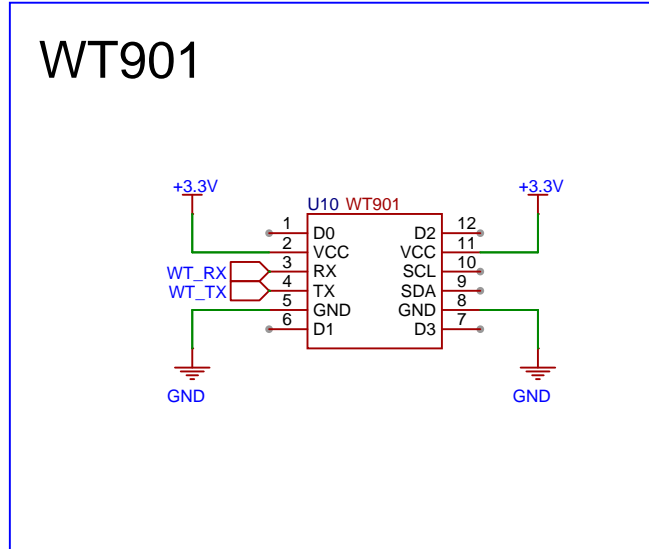 WT901
+3.3V +3.3V
U10 WT901
1 D0 D2 12
2 VCC VCC 11
WT_RX 3 RX SCL 10
WT_TX 4 TX SDA 9
5 GND GND 8
6 D1 D3 7
GND GND